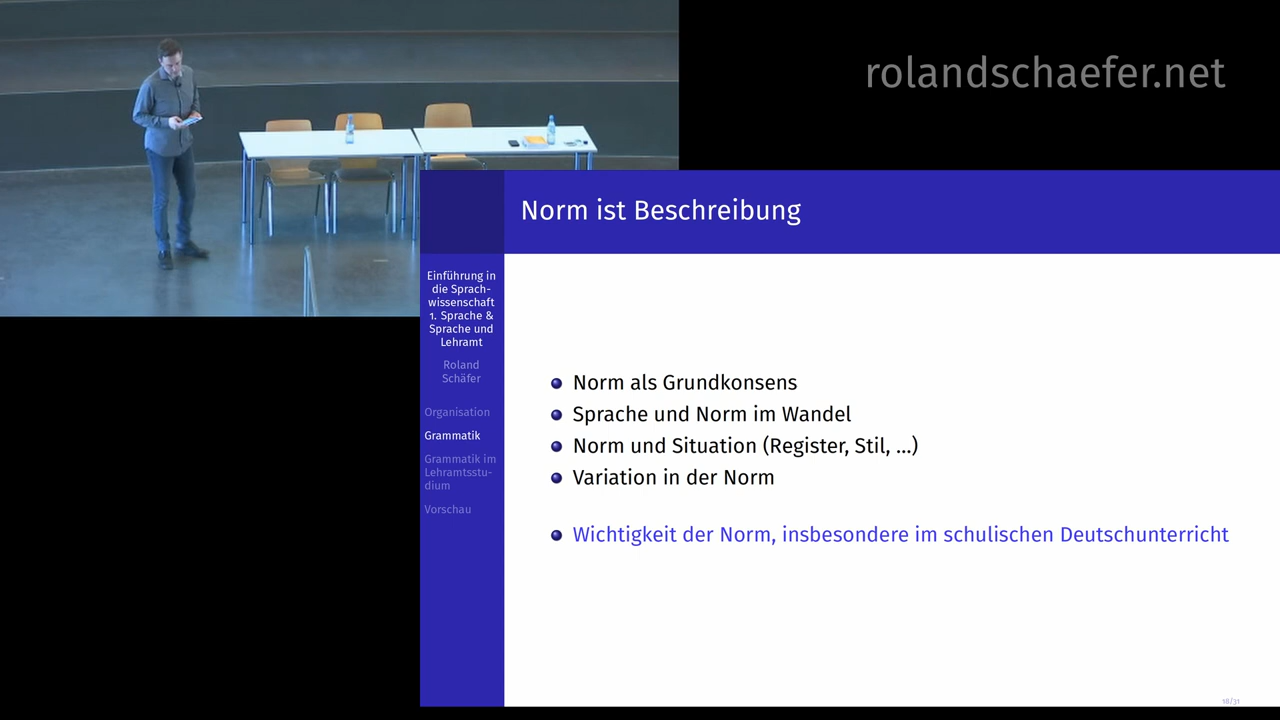 rolandschaefer.net
Norm ist Beschreibung
Einführung in
die Sprach-
wissenschaft
1. Sprache &
Sprache und
Lehramt
Roland
Schäfer
Organisation
Grammatik
Grammatik im
Lehramtsstu-
dium
Vorschau
Norm als Grundkonsens
Sprache und Norm im Wandel
Norm und Situation (Register, Stil, ...)
Variation in der Norm
Wichtigkeit der Norm, insbesondere im schulischen Deutschunterricht
18/31